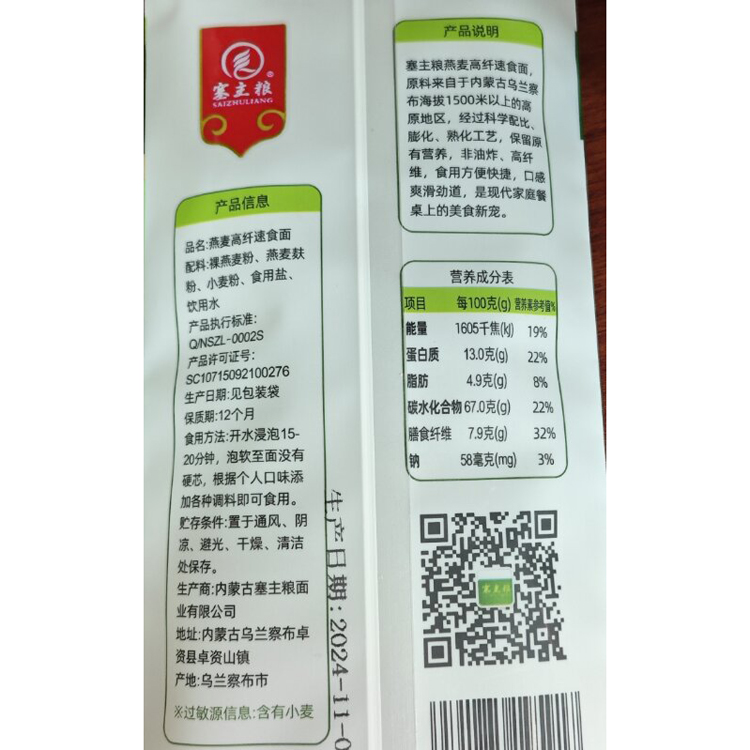 塞主粮
SAIZHULIANG
产品信息
品名:燕麦高纤速食面
配料:裸燕麦粉、燕麦麸
粉、小麦粉、食用盐、
饮用水
产品执行标准:
Q/NSZL-0002S
产品许可证号:
SC10715092100276
生产日期:见包装袋
保质期:12个月
食用方法:开水浸泡15-
20分钟，泡软至面没有
硬芯，根据个人口味添
加各种调料即可食用。
贮存条件:置于通风、阴
凉、避光、干燥、清洁
处保存。
生产商:内蒙古塞主粮面
业有限公司
地址:内蒙古乌兰察布卓
资县卓资山镇
产地:乌兰察布市
※过敏源信息:含有小麦
生产日期:2024-11-0
产品说明
塞主粮燕麦高纤速食面，
原料来自于内蒙古乌兰察
布海拔1500米以上的高
原地区，经过科学配比、
膨化、熟化工艺，保留原
有营养，非油炸、高纤
维，食用方便快捷，口感
爽滑劲道，是现代家庭餐
桌上的美食新宠。
营养成分表
项目 每100克(g) 营养素参考值%
能量 1605千焦(kj) 19%
蛋白质 13.0克(g) 22%
脂肪 4.9克(g) 8%
碳水化合物 67.0克(g) 22%
膳食纤维 7.9克(g) 32%
钠 58毫克(mg) 3%
塞主粮